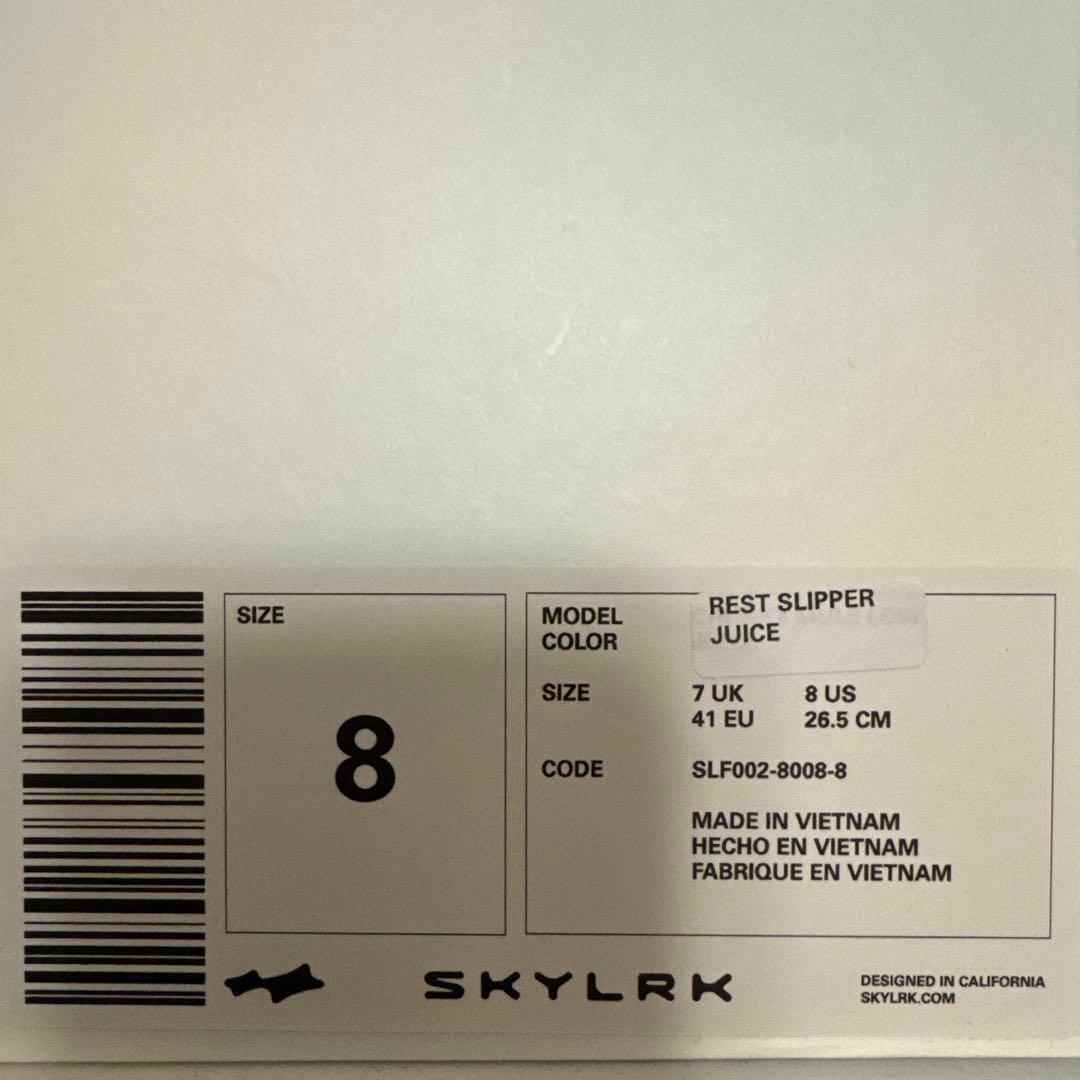 SIZE
8
MODEL REST SLIPPER
COLOR JUICE
SIZE 7 UK 8 US
41 EU 26.5 CM
CODE SLF002-8008-8
MADE IN VIETNAM
HECHO EN VIETNAM
FABRIQUE EN VIETNAM
SKYLRK
DESIGNED IN CALIFORNIA
SKYLRK.COM